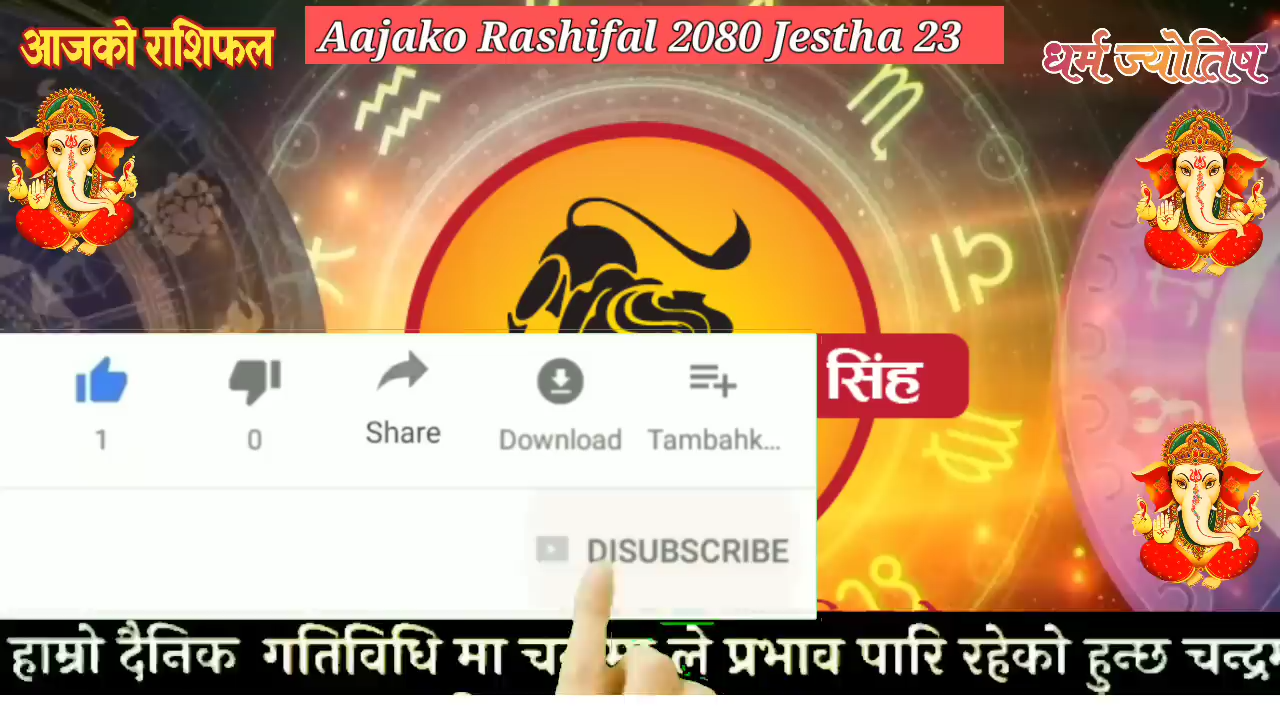 आजको राशिफल
Aajako Rashifal 2080 Jestha 23
धर्म ज्योतिष
सिंह
1
0
Share
Download
Tambahk...
DISUBSCRIBE
हाम्रो दैनिक गतिविधि मा ले प्रभाव पारि रहेको हुन्छ